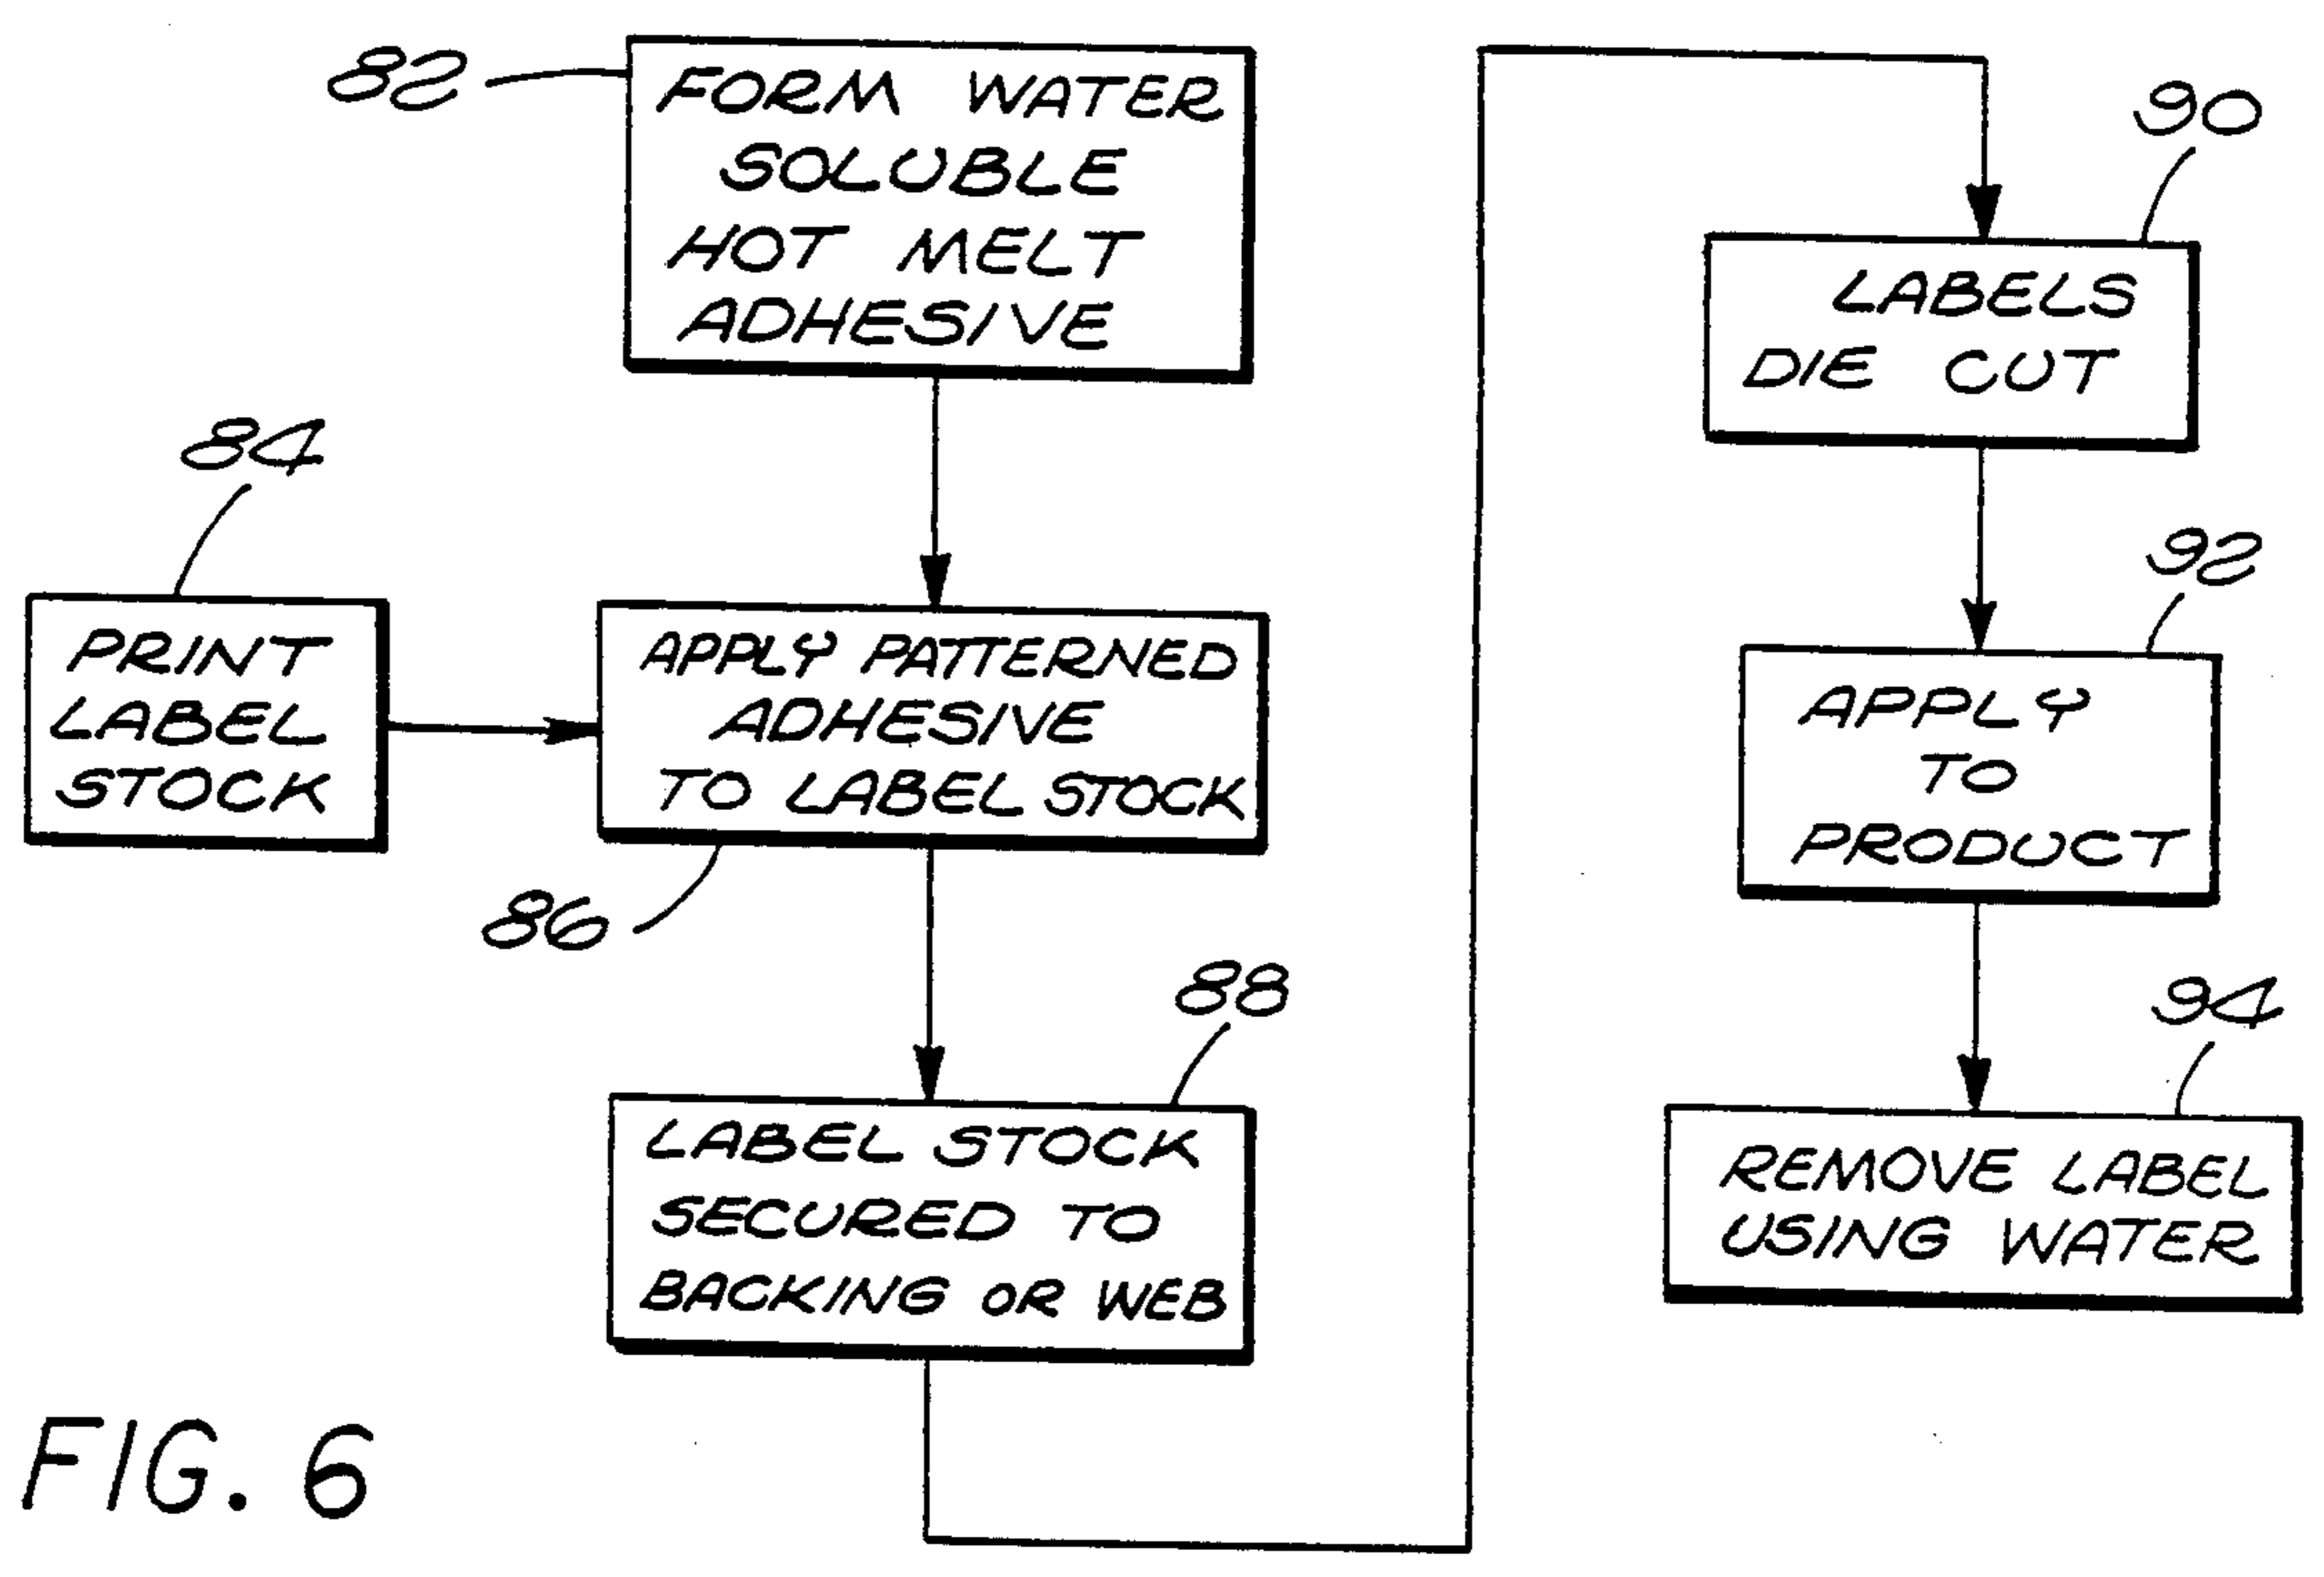 82
FORM WATER
SOLUBLE
HOT MELT
ADHESIVE
84
PRINT
LABEL
STOCK
APPLY PATTERNED
ADHESIVE
TO LABEL STOCK
86
88
LABEL STOCK
SECURED TO
BACKING OR WEB
90
LABELS
DIE CUT
92
APPLY
TO
PRODUCT
94
REMOVE LABEL
USING WATER
FIG. 6